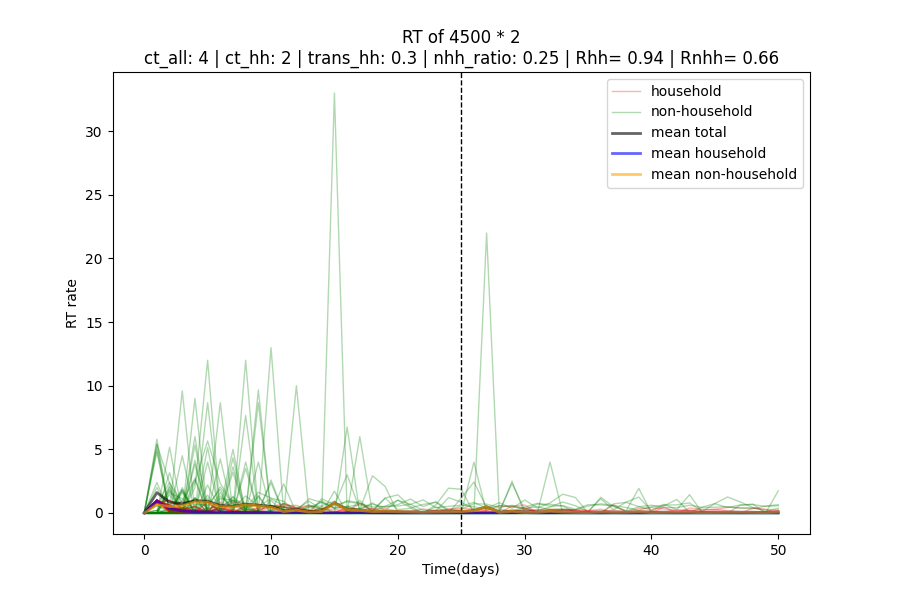 RT of 4500 * 2
ct_all: 4 | ct_hh: 2 | trans_hh: 0.3 | nhh_ratio: 0.25 | Rhh= 0.94 | Rnhh= 0.66
household
non-household
mean total
mean household
mean non-household
30
25
20
15
10
5
0
RT rate
0 10 20 30 40 50
Time(days)